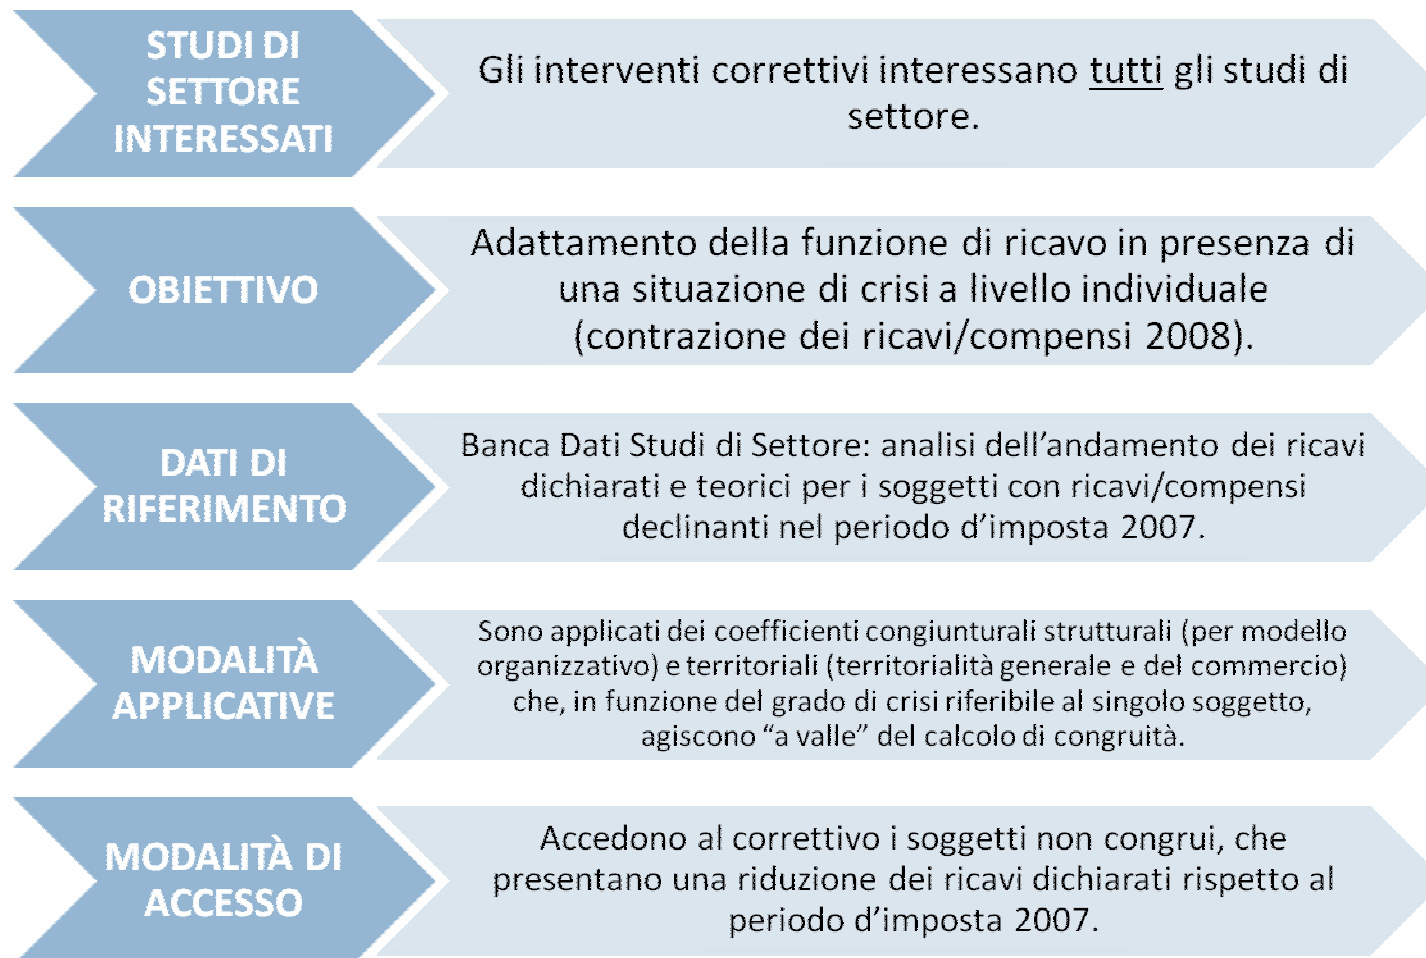 STUDI DI
SETTORE
INTERESSATI
Gli interventi correttivi interessano tutti gli studi di
settore.
OBIETTIVO
Adattamento della funzione di ricavo in presenza di
una situazione di crisi a livello individuale
(contrazione dei ricavi/compensi 2008).
DATI DI
RIFERIMENTO
Banca Dati Studi di Settore: analisi dell’andamento dei ricavi
dichiarati e teorici per i soggetti con ricavi/compensi
declinanti nel periodo d’imposta 2007.
MODALITÀ
APPLICATIVE
Sono applicati dei coefficienti congiunturali strutturali (per modello
organizzativo) e territoriali (territorialità generale e del commercio)
che, in funzione del grado di crisi riferibile al singolo soggetto,
agiscono “a valle” del calcolo di congruità.
MODALITÀ DI
ACCESSO
Accedono al correttivo i soggetti non congrui, che
presentano una riduzione dei ricavi dichiarati rispetto al
periodo d’imposta 2007.